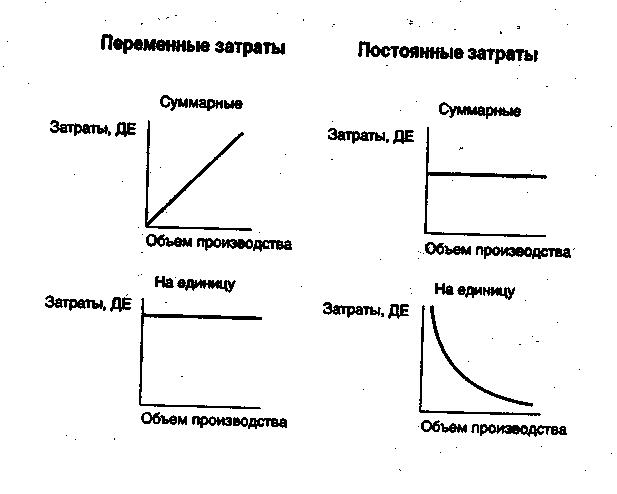 Переменные затраты
Постоянные затраты
Суммарные
Затраты, ДЕ
Объем производства
Суммарные
Затраты, ДЕ
Объем производства
На единицу
Затраты, ДЕ
Объем производства
На единицу
Затраты, ДЕ
Объем производства